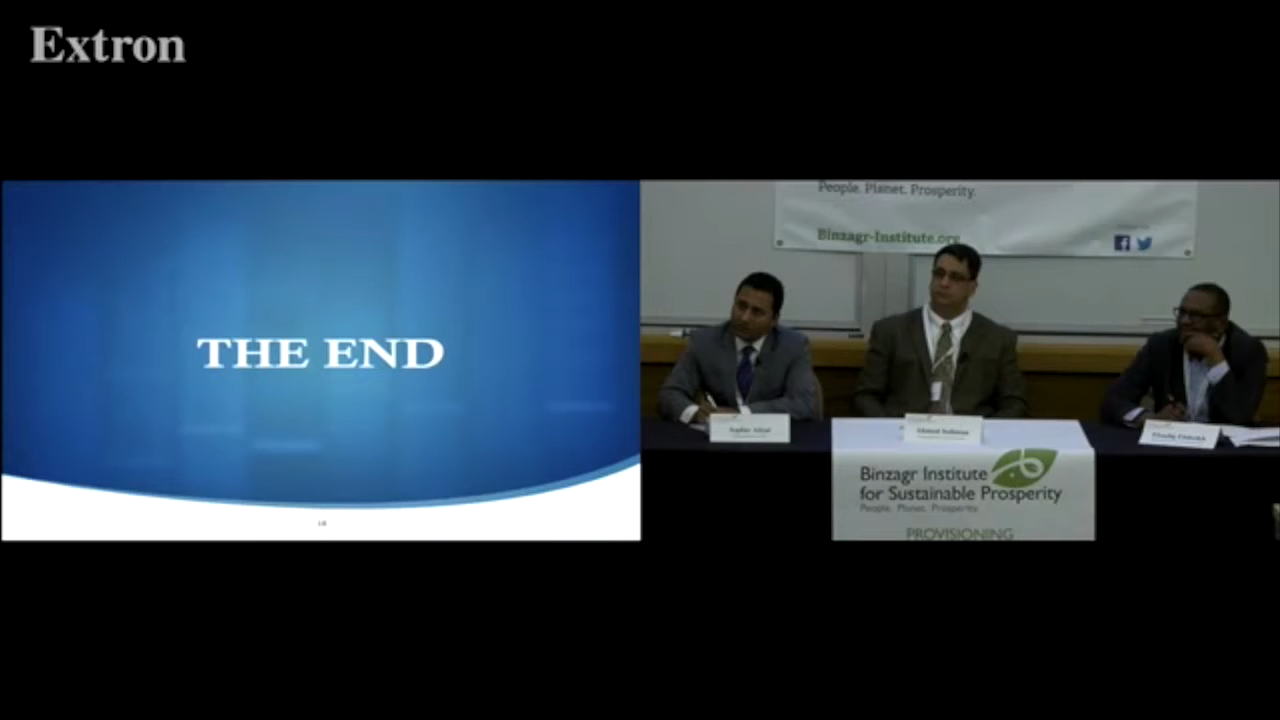 Extron
THE END
People. Planet. Prosperity.
Binzagr-Institute.org
Binzagr Institute
for Sustainable Prosperity
People. Planet. Prosperity.
PROVISIONING